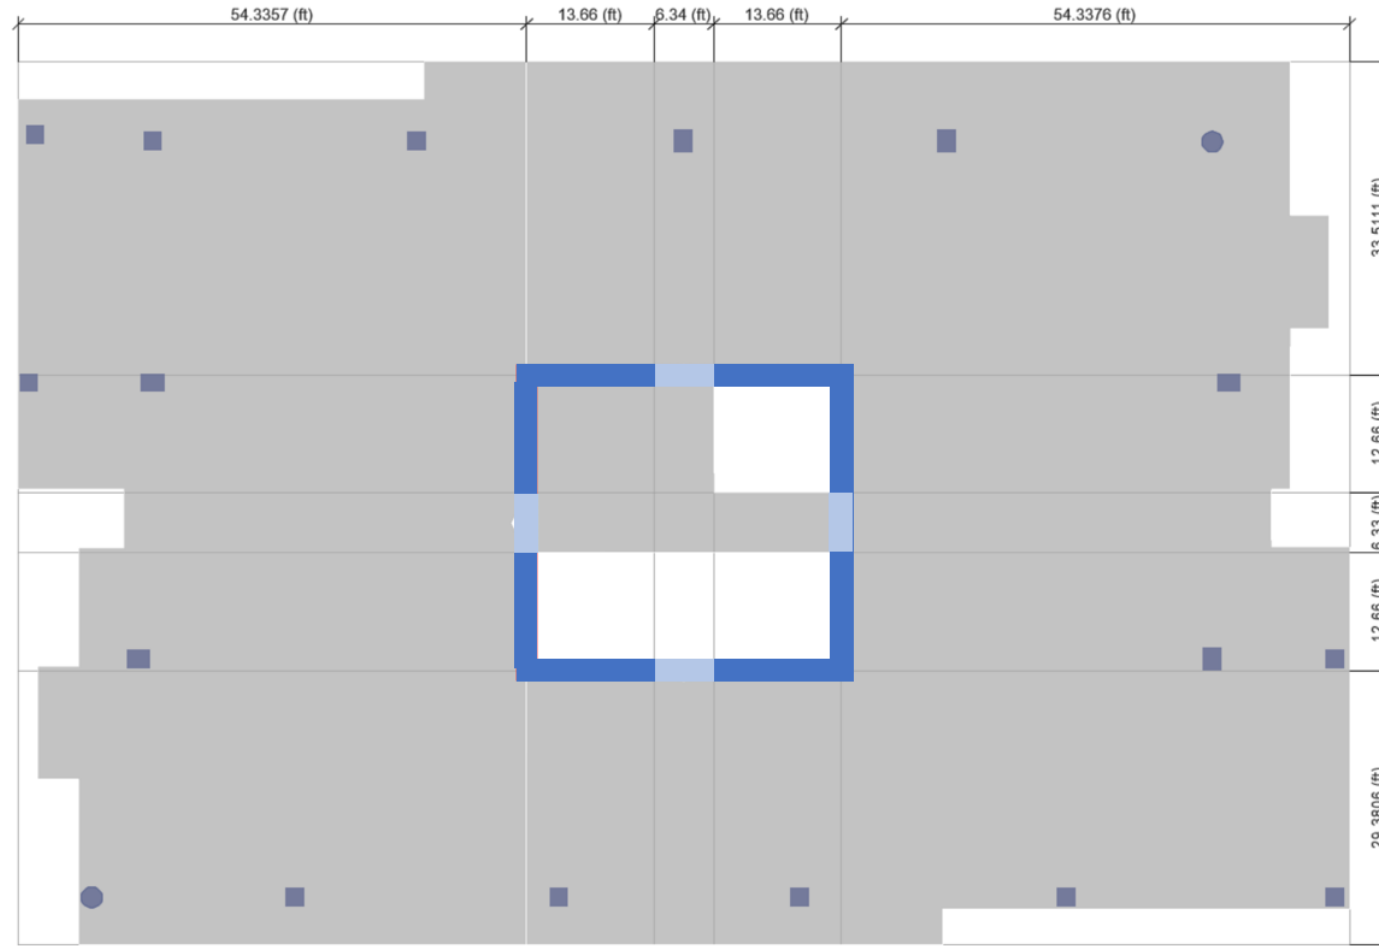 54.3357 (ft) 13.66 (ft) 6.34 (ft) 13.66 (ft) 54.3376 (ft)
33.5111 (ft)
12.66 (ft)
6.33 (ft)
12.66 (ft)
29.3806 (ft)